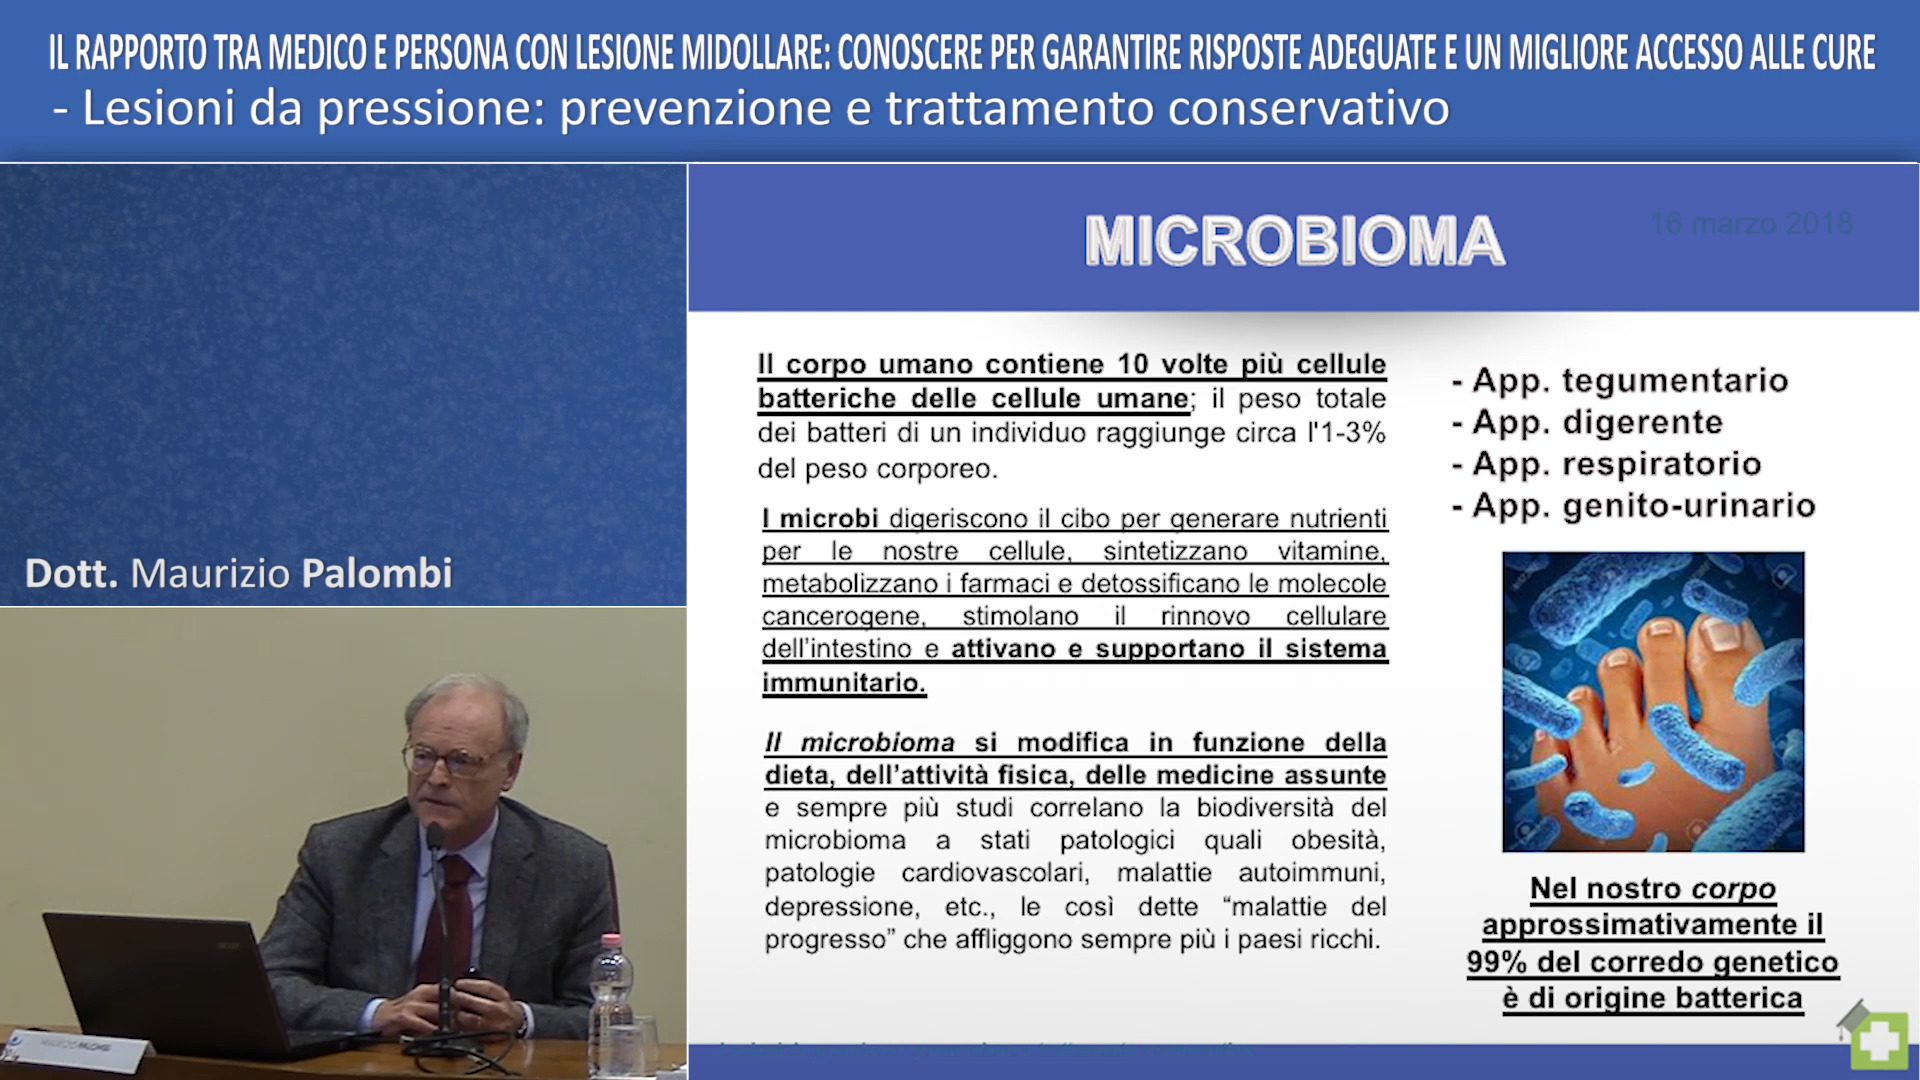 IL RAPPORTO TRA MEDICO E PERSONA CON LESIONE MIDOLLARE: CONOSCERE PER GARANTIRE RISPOSTE ADEGUATE E UN MIGLIORE ACCESSO ALLE CURE
- Lesioni da pressione: prevenzione e trattamento conservativo
Dott. Maurizio Palombi
MAURIZIO PALOMBI
MICROBIOMA
16 marzo 2018
Il corpo umano contiene 10 volte più cellule
batteriche delle cellule umane; il peso totale
dei batteri di un individuo raggiunge circa l'1-3%
del peso corporeo.
I microbi digeriscono il cibo per generare nutrienti
per le nostre cellule, sintetizzano vitamine,
metabolizzano i farmaci e detossificano le molecole
cancerogene, stimolano il rinnovo cellulare
dell'intestino e attivano e supportano il sistema
immunitario.
Il microbioma si modifica in funzione della
dieta, dell'attività fisica, delle medicine assunte
e sempre più studi correlano la biodiversità del
microbioma a stati patologici quali obesità,
patologie cardiovascolari, malattie autoimmuni,
depressione, etc., le così dette “malattie del
progresso” che affliggono sempre più i paesi ricchi.
- App. tegumentario
- App. digerente
- App. respiratorio
- App. genito-urinario
Nel nostro corpo
approssimativamente il
99% del corredo genetico
è di origine batterica